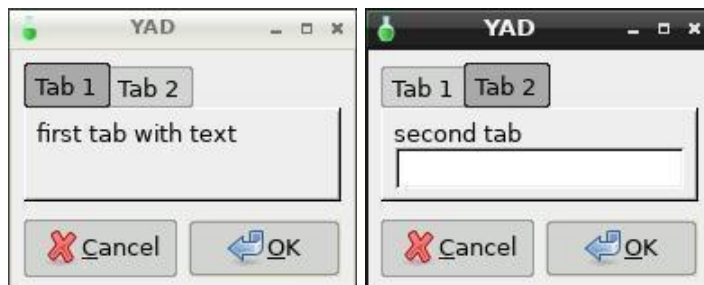 YAD
Tab 1 Tab 2
first tab with text
Cancel OK
YAD
Tab 1 Tab 2
second tab
Cancel OK